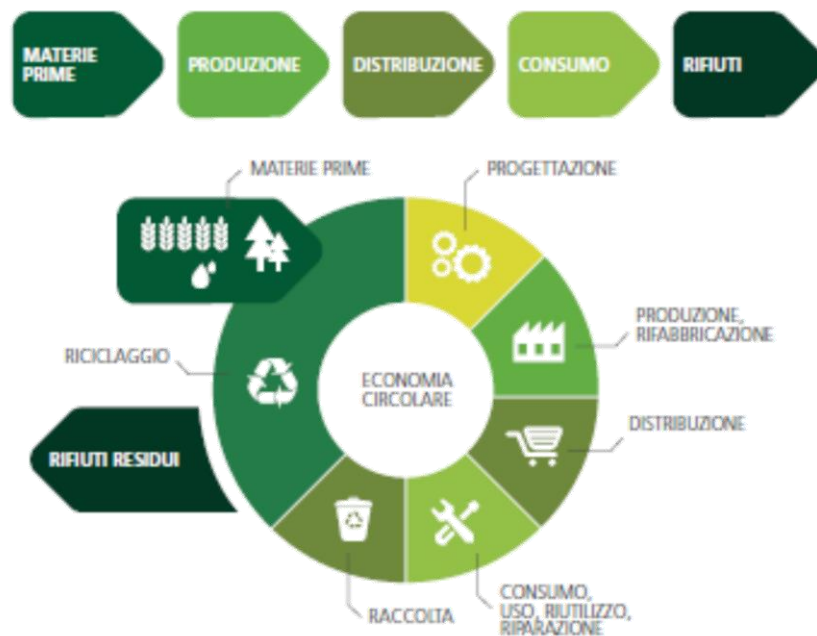 MATERIE
PRIME
PRODUZIONE
DISTRIBUZIONE
CONSUMO
RIFIUTI
MATERIE PRIME
PROGETTAZIONE
PRODUZIONE,
RIFABBRICAZIONE
RICICLAGGIO
ECONOMIA
CIRCOLARE
DISTRIBUZIONE
RIFIUTI RESIDUI
CONSUMO,
USO, RIUTILIZZO,
RIPARAZIONE
RACCOLTA